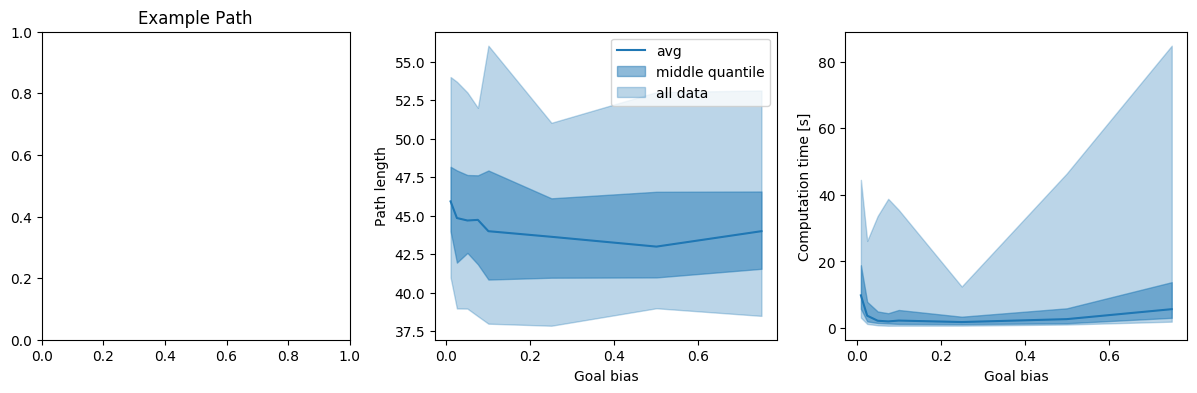 Example Path
1.0
0.8
0.6
0.4
0.2
0.0
0.0 0.2 0.4 0.6 0.8 1.0
Path length
55.0
52.5
50.0
47.5
45.0
42.5
40.0
37.5
avg
middle quantile
all data
0.0 0.2 0.4 0.6
Goal bias
Computation time [s]
80
60
40
20
0
0.0 0.2 0.4 0.6
Goal bias